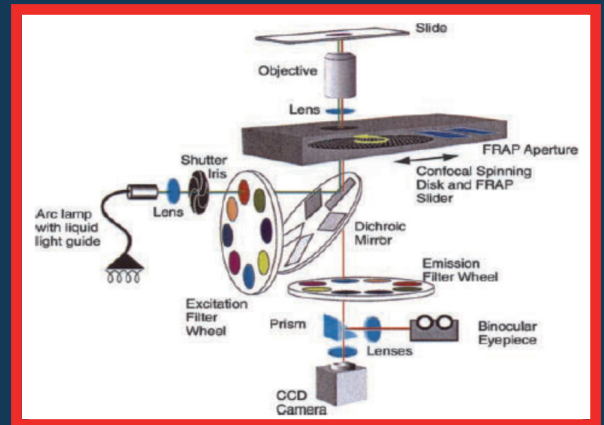 Slide
Objective
Lens
FRAP Aperture
Confocal Spinning
Disk and FRAP
Slider
Shutter
Iris
Lens
Arc lamp
with liquid
light guide
Dichroic
Mirror
Emission
Filter Wheel
Excitation
Filter
Wheel
Prism
Lenses
Binocular
Eyepiece
CCD
Camera